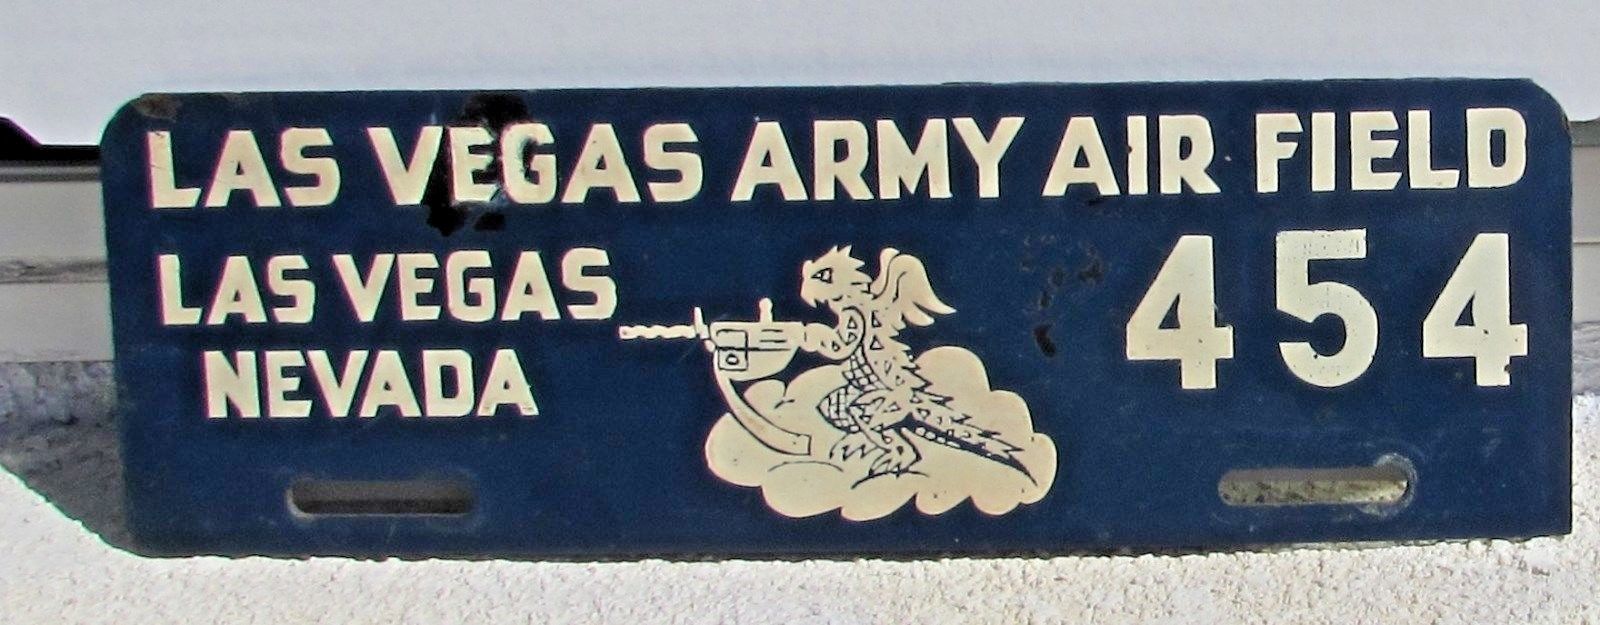 LAS VEGAS ARMY AIR FIELD
LAS VEGAS
NEVADA
454